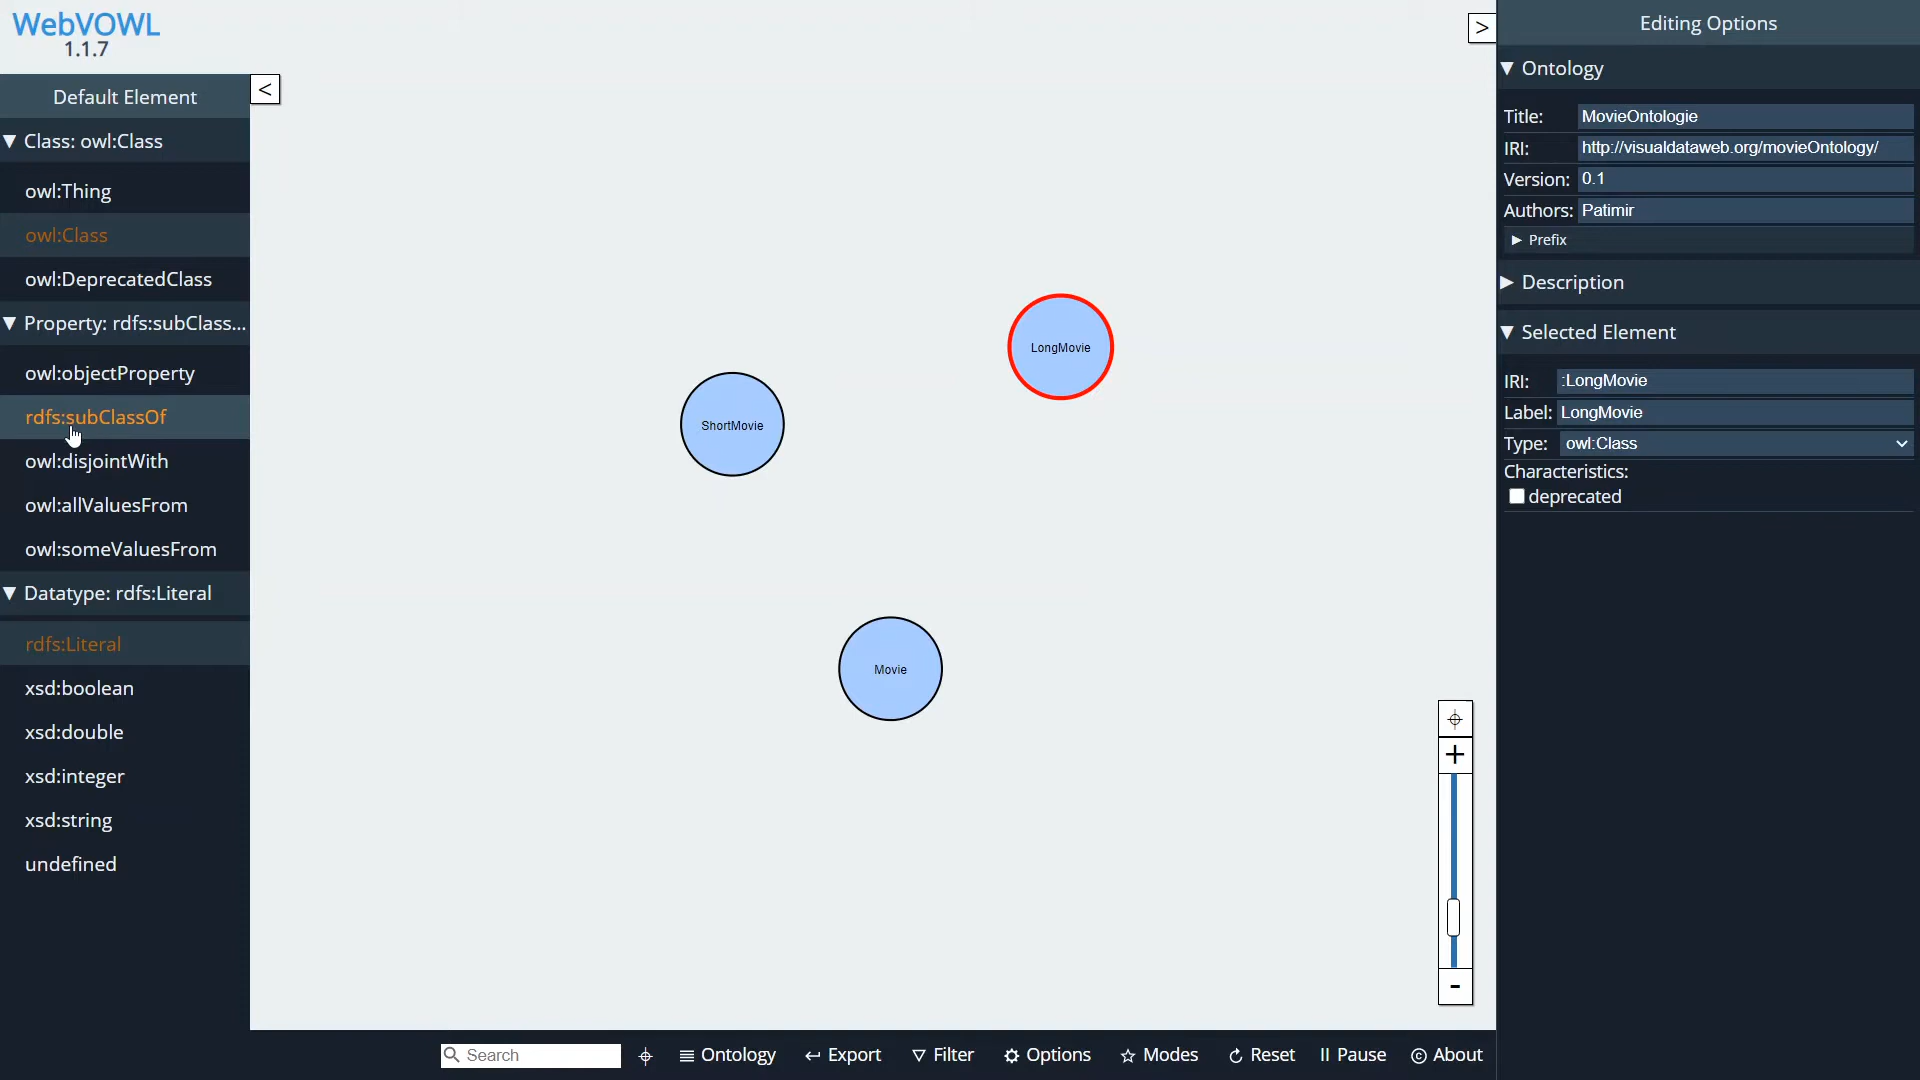 WebVOWL
1.1.7
Default Element
Class: owl:Class
owl:Thing
owl:Class
owl:DeprecatedClass
Property: rdfs:subClass...
owl:objectProperty
rdfs:subClassOf
owl:disjointWith
owl:allValuesFrom
owl:someValuesFrom
Datatype: rdfs:Literal
rdfs:Literal
xsd:boolean
xsd:double
xsd:integer
xsd:string
undefined
<
>
LongMovie
ShortMovie
Movie
+
-
Search
Ontology
Export
Filter
Options
Modes
Reset
Pause
© About
Editing Options
Ontology
Title: MovieOntologie
IRI: http://visualdataweb.org/movieOntology/
Version: 0.1
Authors: Patimir
Prefix
Description
Selected Element
IRI: :LongMovie
Label: LongMovie
Type: owl:Class
Characteristics:
deprecated